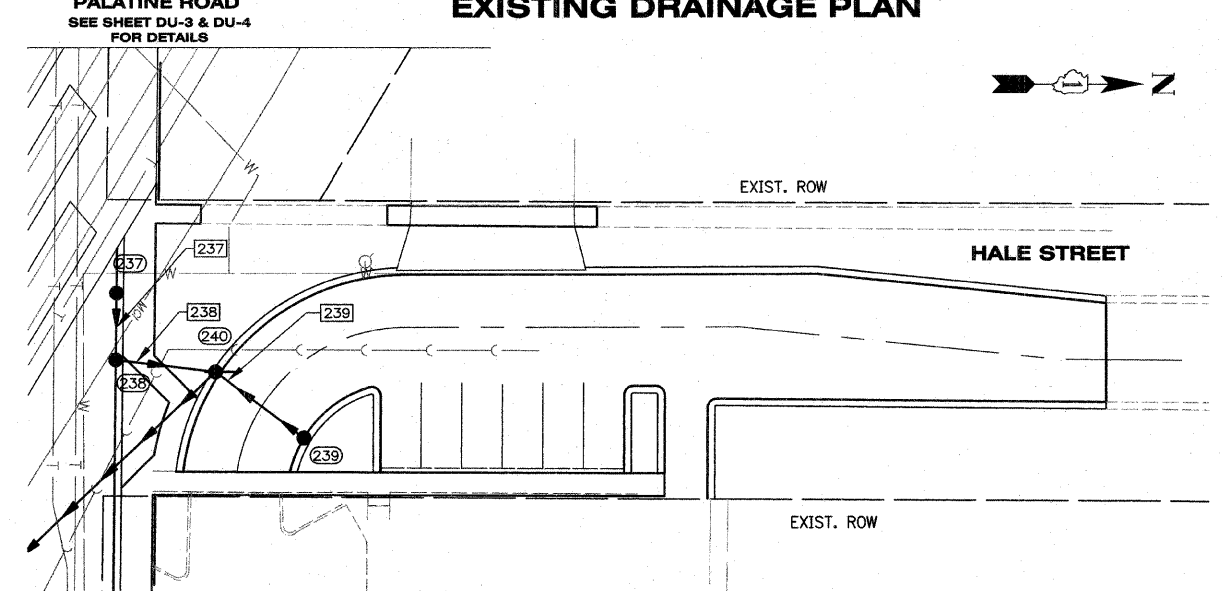 PALATINE ROAD
SEE SHEET DU-3 & DU-4
FOR DETAILS
EXISTING DRAINAGE PLAN
N
EXIST. ROW
HALE STREET
W
237
237
W
W
238
239
240
238
W
239
EXIST. ROW